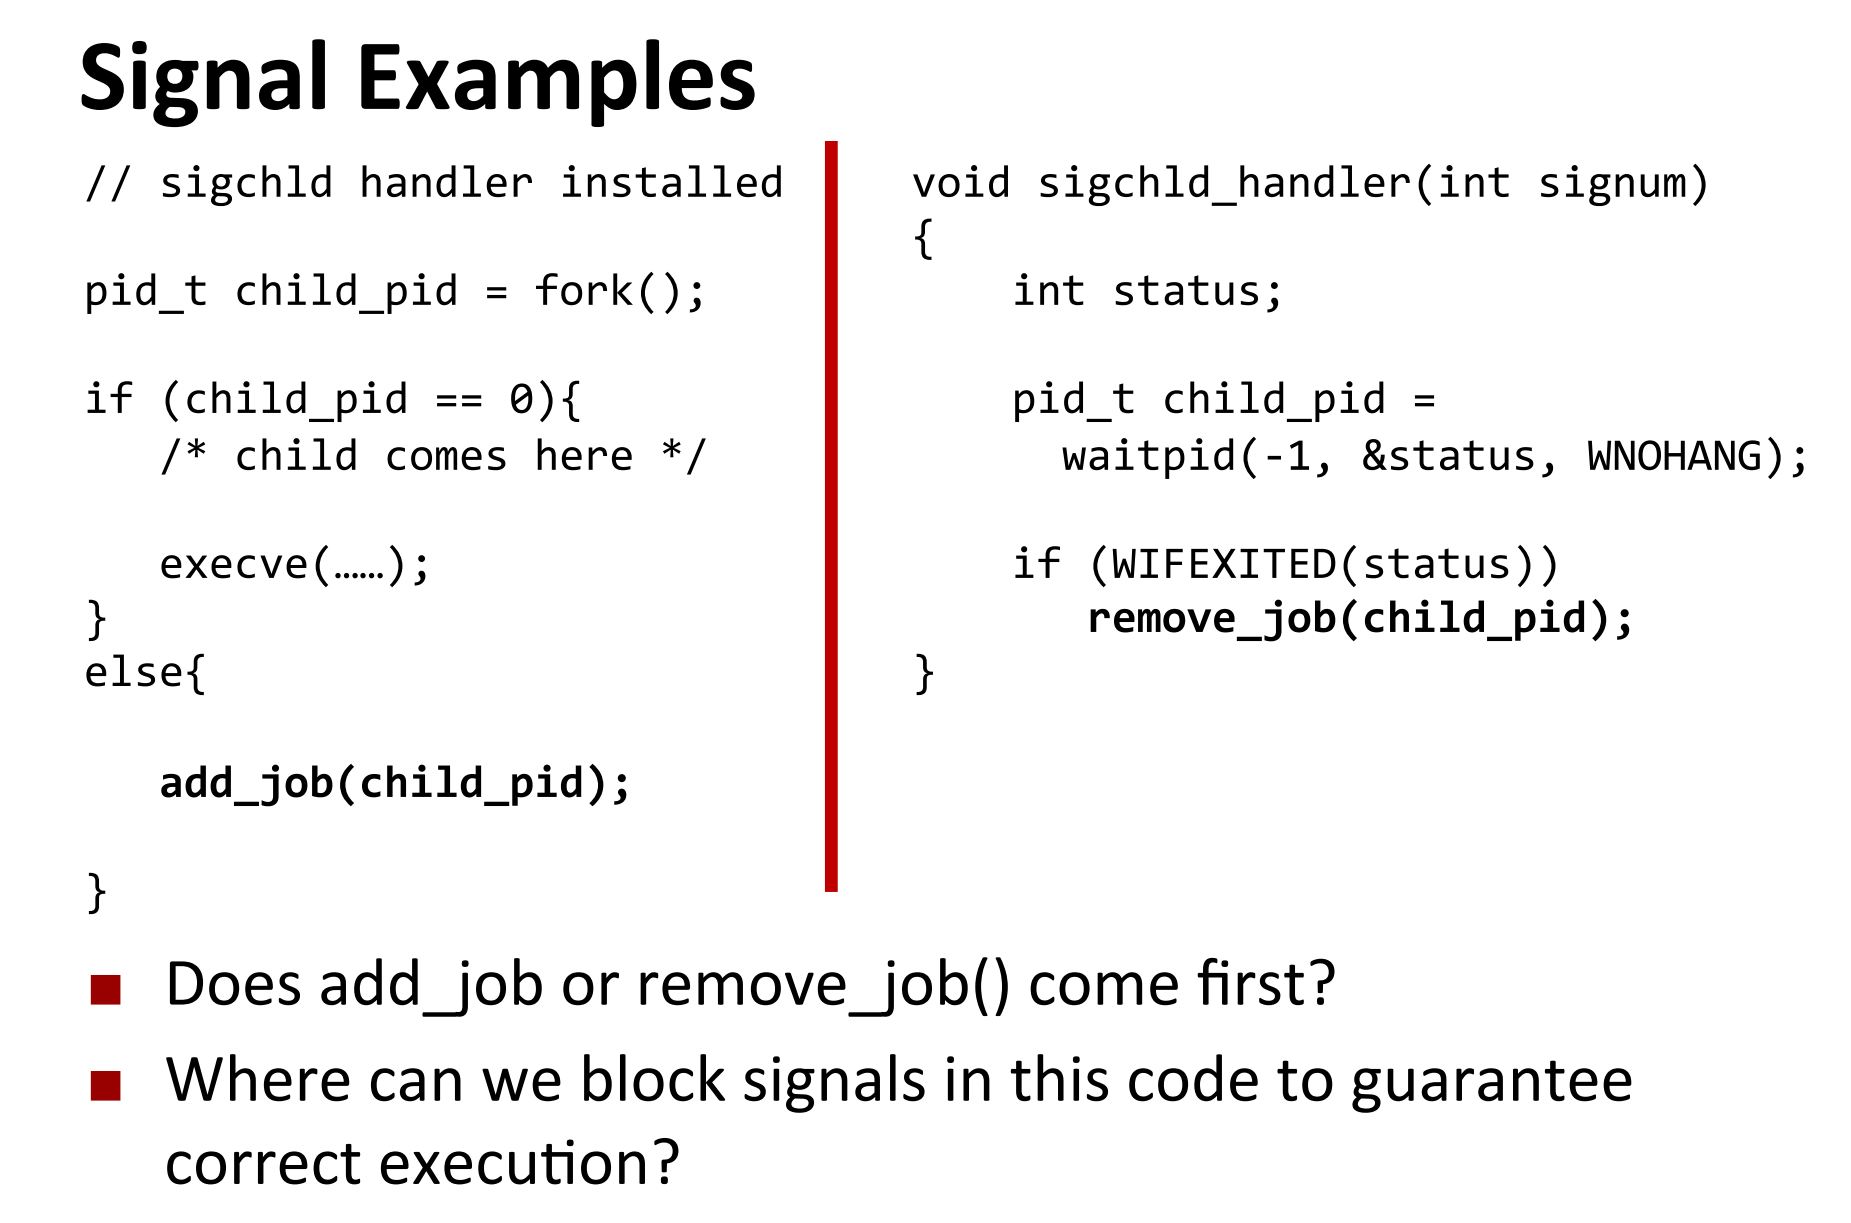 Signal Examples
// sigchld handler installed
pid_t child_pid = fork();
if (child_pid == 0){
/* child comes here */
execve(……);
}
else{
add_job(child_pid);
}
void sigchld_handler(int signum)
{
int status;
pid_t child_pid =
waitpid(-1, &status, WNOHANG);
if (WIFEXITED(status))
remove_job(child_pid);
}
Does add_job or remove_job() come first?
Where can we block signals in this code to guarantee
correct execution?